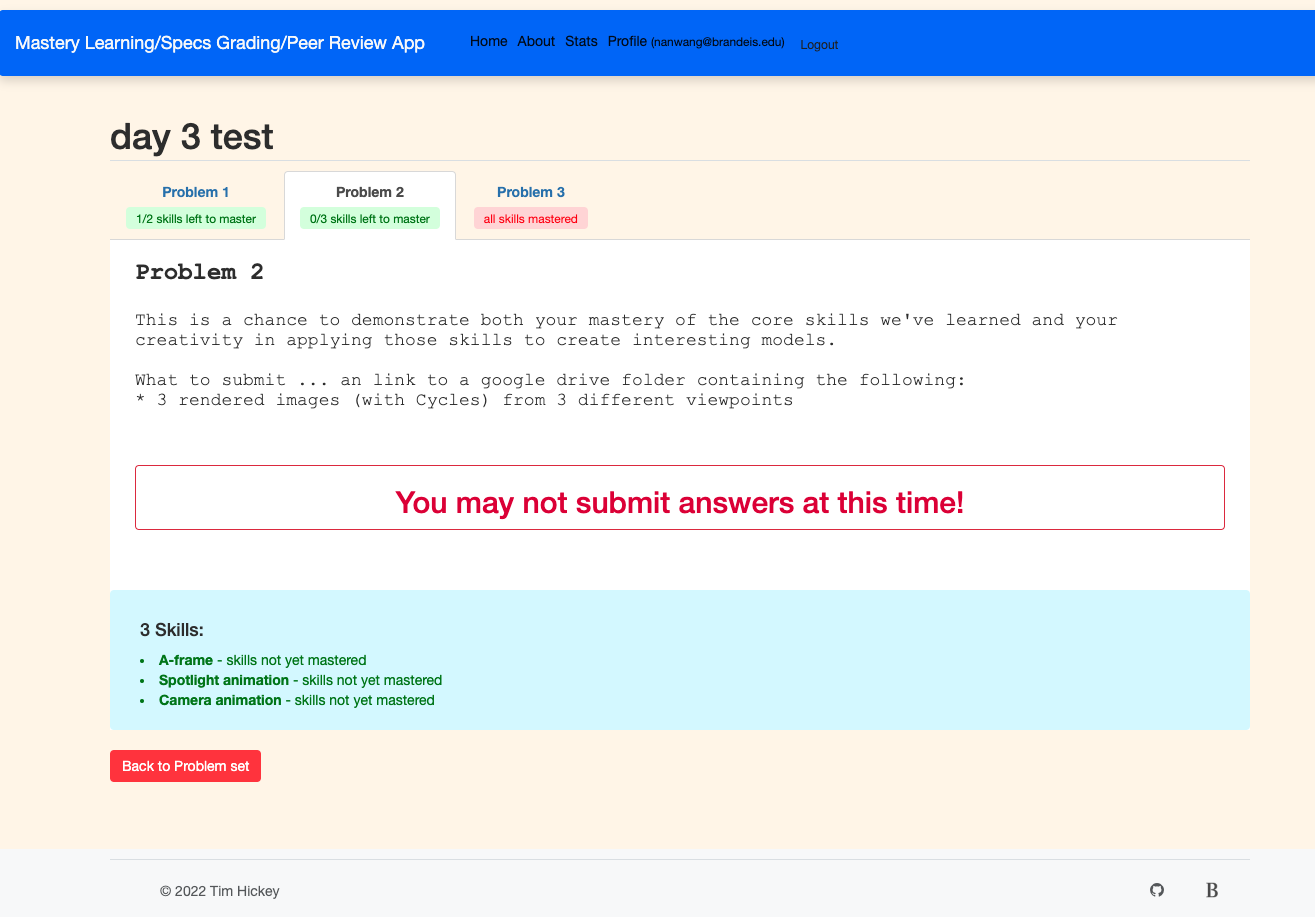 Mastery Learning/Specs Grading/Peer Review App Home About Stats Profile (nanwang@brandeis.edu) Logout
day 3 test
Problem 1 Problem 2 Problem 3
1/2 skills left to master 0/3 skills left to master all skills mastered
Problem 2
This is a chance to demonstrate both your mastery of the core skills we've learned and your
creativity in applying those skills to create interesting models.
What to submit ... an link to a google drive folder containing the following:
* 3 rendered images (with Cycles) from 3 different viewpoints
You may not submit answers at this time!
3 Skills:
• A-frame - skills not yet mastered
• Spotlight animation - skills not yet mastered
• Camera animation - skills not yet mastered
Back to Problem set
© 2022 Tim Hickey B